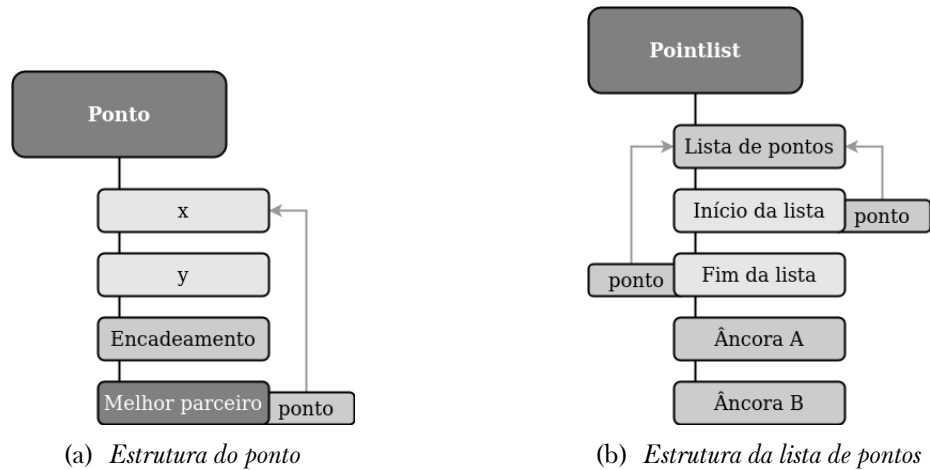 Ponto
x
y
Encadeamento
Melhor parceiro
ponto
(a) Estrutura do ponto
Pointlist
Lista de pontos
Início da lista
ponto
ponto
Fim da lista
Âncora A
Âncora B
(b) Estrutura da lista de pontos